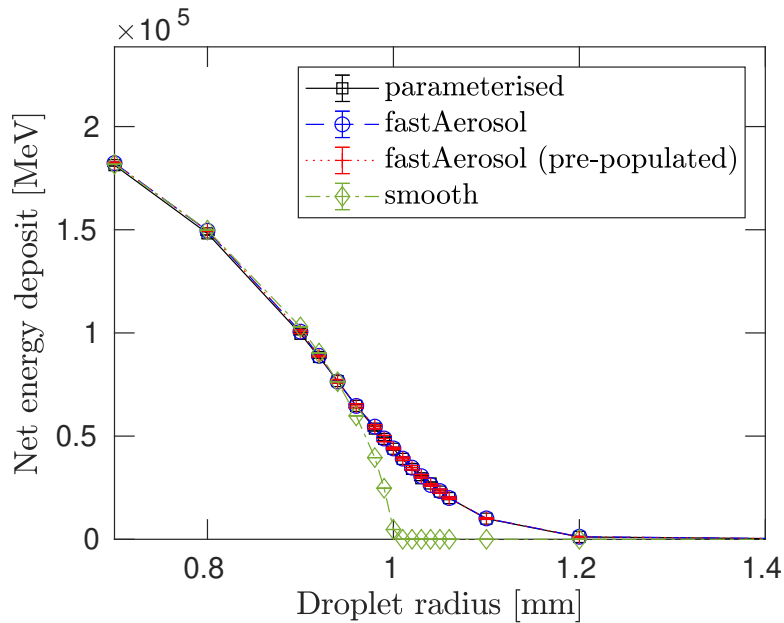 × 10^5
parameterised
fastAerosol
fastAerosol (pre-populated)
smooth
Net energy deposit [MeV]
2
1.5
1
0.5
0
0.8
1
1.2
1.4
Droplet radius [mm]